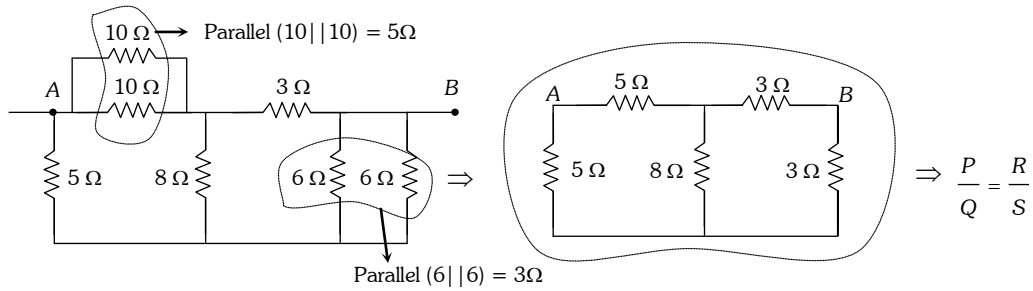 10 Ω Parallel (10||10) = 5Ω
A 10 Ω 3 Ω B
5 Ω 8 Ω 6 Ω 6 Ω ⇒
Parallel (6||6) = 3Ω
A 5 Ω 3 Ω B
5 Ω 8 Ω 3 Ω
⇒ P/Q = R/S